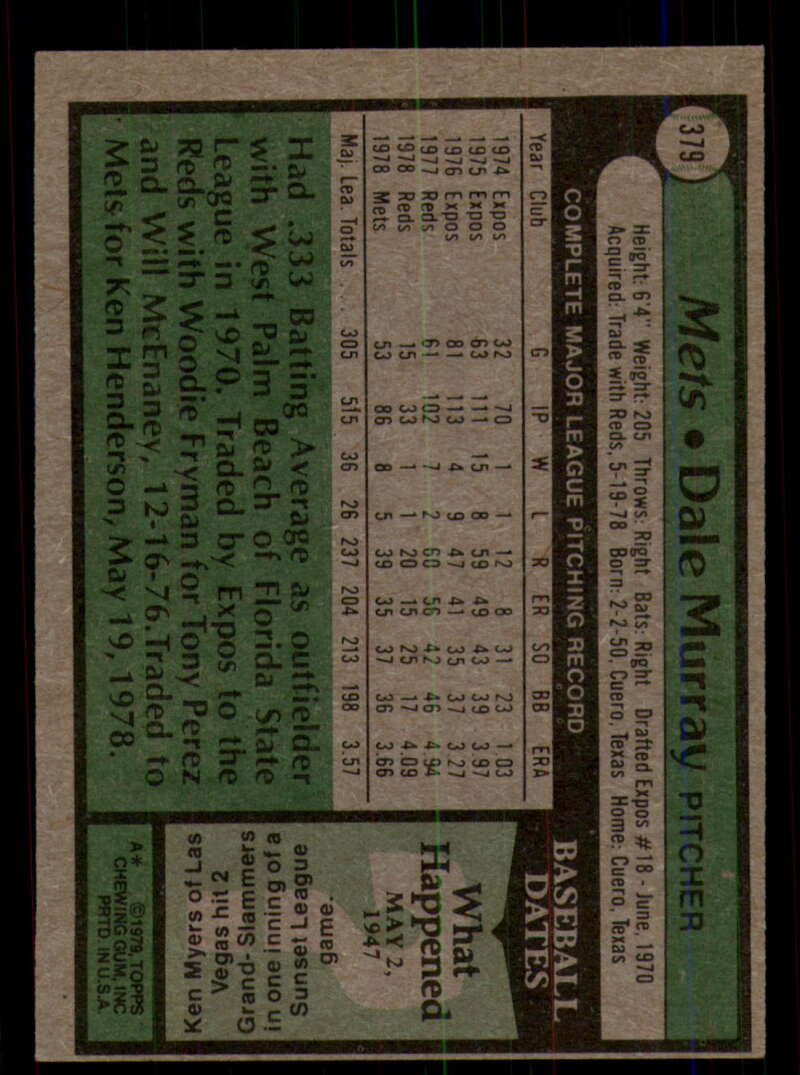 379
Mets • Dale Murray PITCHER
Height: 6'4" Weight: 205 Throws: Right Bats: Right Drafted Expos #18 - June, 1970
Acquired: Trade with Reds, 5-19-78 Born: 2-2-50, Cuero, Texas Home: Cuero, Texas
COMPLETE MAJOR LEAGUE PITCHING RECORD
Year Club G IP W L R ER SO BB ERA
1974 Expos 32 70 1 1 12 8 31 23 1.03
1975 Expos 63 111 15 8 59 49 43 39 3.97
1976 Expos 81 113 4 9 47 41 35 37 3.27
1977 Reds 61 102 7 2 60 56 42 46 4.94
1978 Reds 15 33 1 1 20 15 25 17 4.09
1978 Mets 53 86 8 5 39 35 37 36 3.66
Maj. Lea. Totals . . . . 305 515 36 26 237 204 213 198 3.57
Had .333 Batting Average as outfielder
with West Palm Beach of Florida State
League in 1970. Traded by Expos to the
Reds with Woodie Fryman for Tony Perez
and Will McEnaney, 12-16-76. Traded to
Mets for Ken Henderson, May 19, 1978.
BASEBALL
DATES
What
Happened
MAY 2,
1947
Ken Myers of Las
Vegas hit 2
Grand-Slammers
in one inning of a
Sunset League
game.
A* ©1979, TOPPS
CHEWING GUM, INC
PRTD IN U.S.A